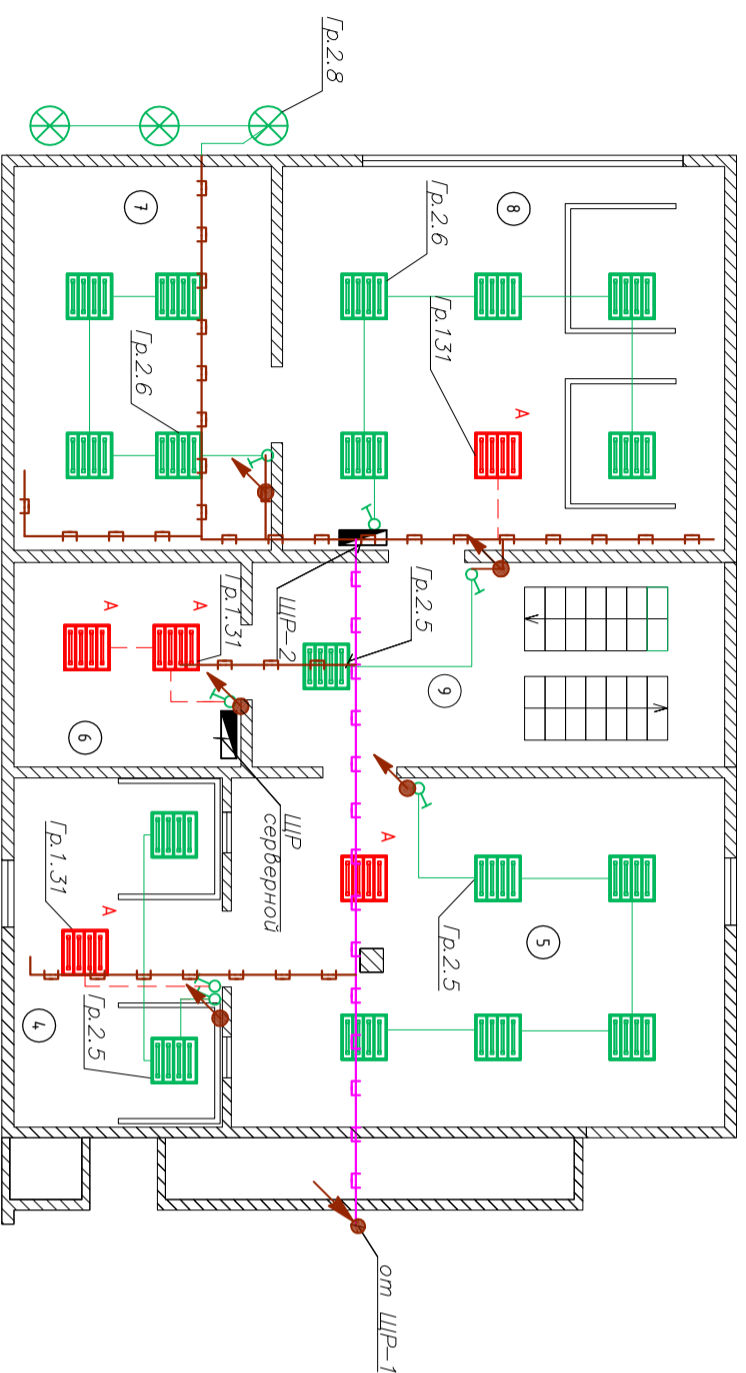 Гр.2.8
7
8
Гр.2.6
Гр.131
Гр.2.6
А
ЩР-2
Гр.2.5
Гр.1.31
А
А
9
6
ЩР
серверной
А
Гр.1.31
А
Гр.2.5
5
4
Гр.2.5
от ЩР-1